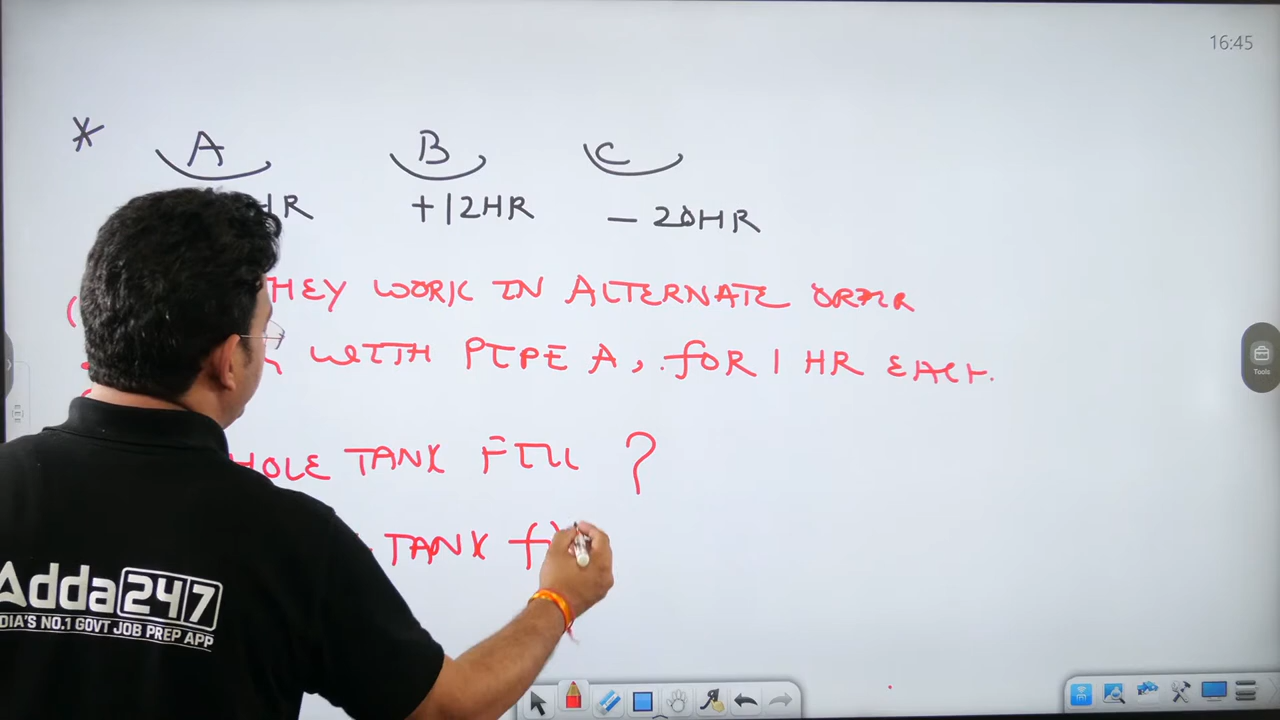 16:45
* A B C
HR +12HR - 20HR
HEY WORK IN ALTERNATE ORDER
WITH PIPE A, FOR 1 HR EACH.
HOLE TANK FILL ?
TANK
Tools
Adda247
DIA'S NO.1 GOVT JOB PREP APP